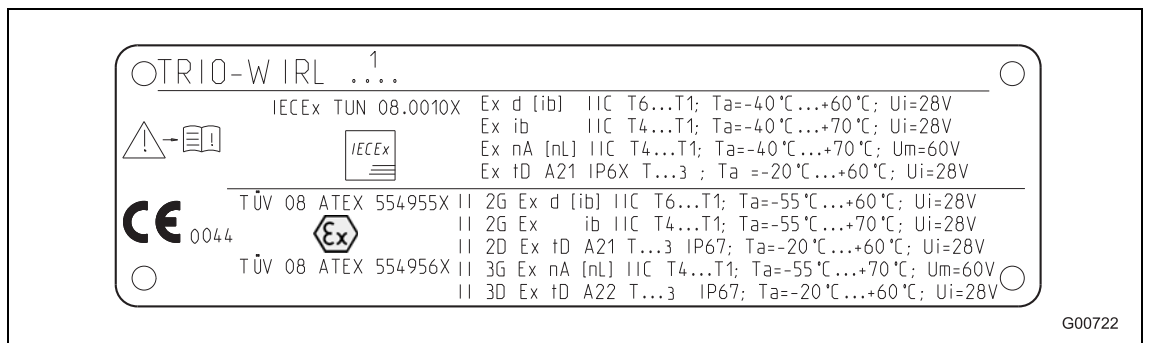 TRIO-WIRL ....1
IECEx TUN 08.0010X
Ex d [ib] IIC T6...T1; Ta=-40°C...+60°C; Ui=28V
Ex ib IIC T4...T1; Ta=-40°C...+70°C; Ui=28V
Ex nA [nL] IIC T4...T1; Ta=-40°C...+70°C; Um=60V
Ex tD A21 IP6X T...3 ; Ta =-20°C...+60°C; Ui=28V
IECEx
CE 0044
TÜV 08 ATEX 554955X
Ex
TÜV 08 ATEX 554956X
II 2G Ex d [ib] IIC T6...T1; Ta=-55°C...+60°C; Ui=28V
II 2G Ex ib IIC T4...T1; Ta=-55°C...+70°C; Ui=28V
II 2D Ex tD A21 T...3 IP67; Ta=-20°C...+60°C; Ui=28V
II 3G Ex nA [nL] IIC T4...T1; Ta=-55°C...+70°C; Um=60V
II 3D Ex tD A22 T...3 IP67; Ta=-20°C...+60°C; Ui=28V
G00722